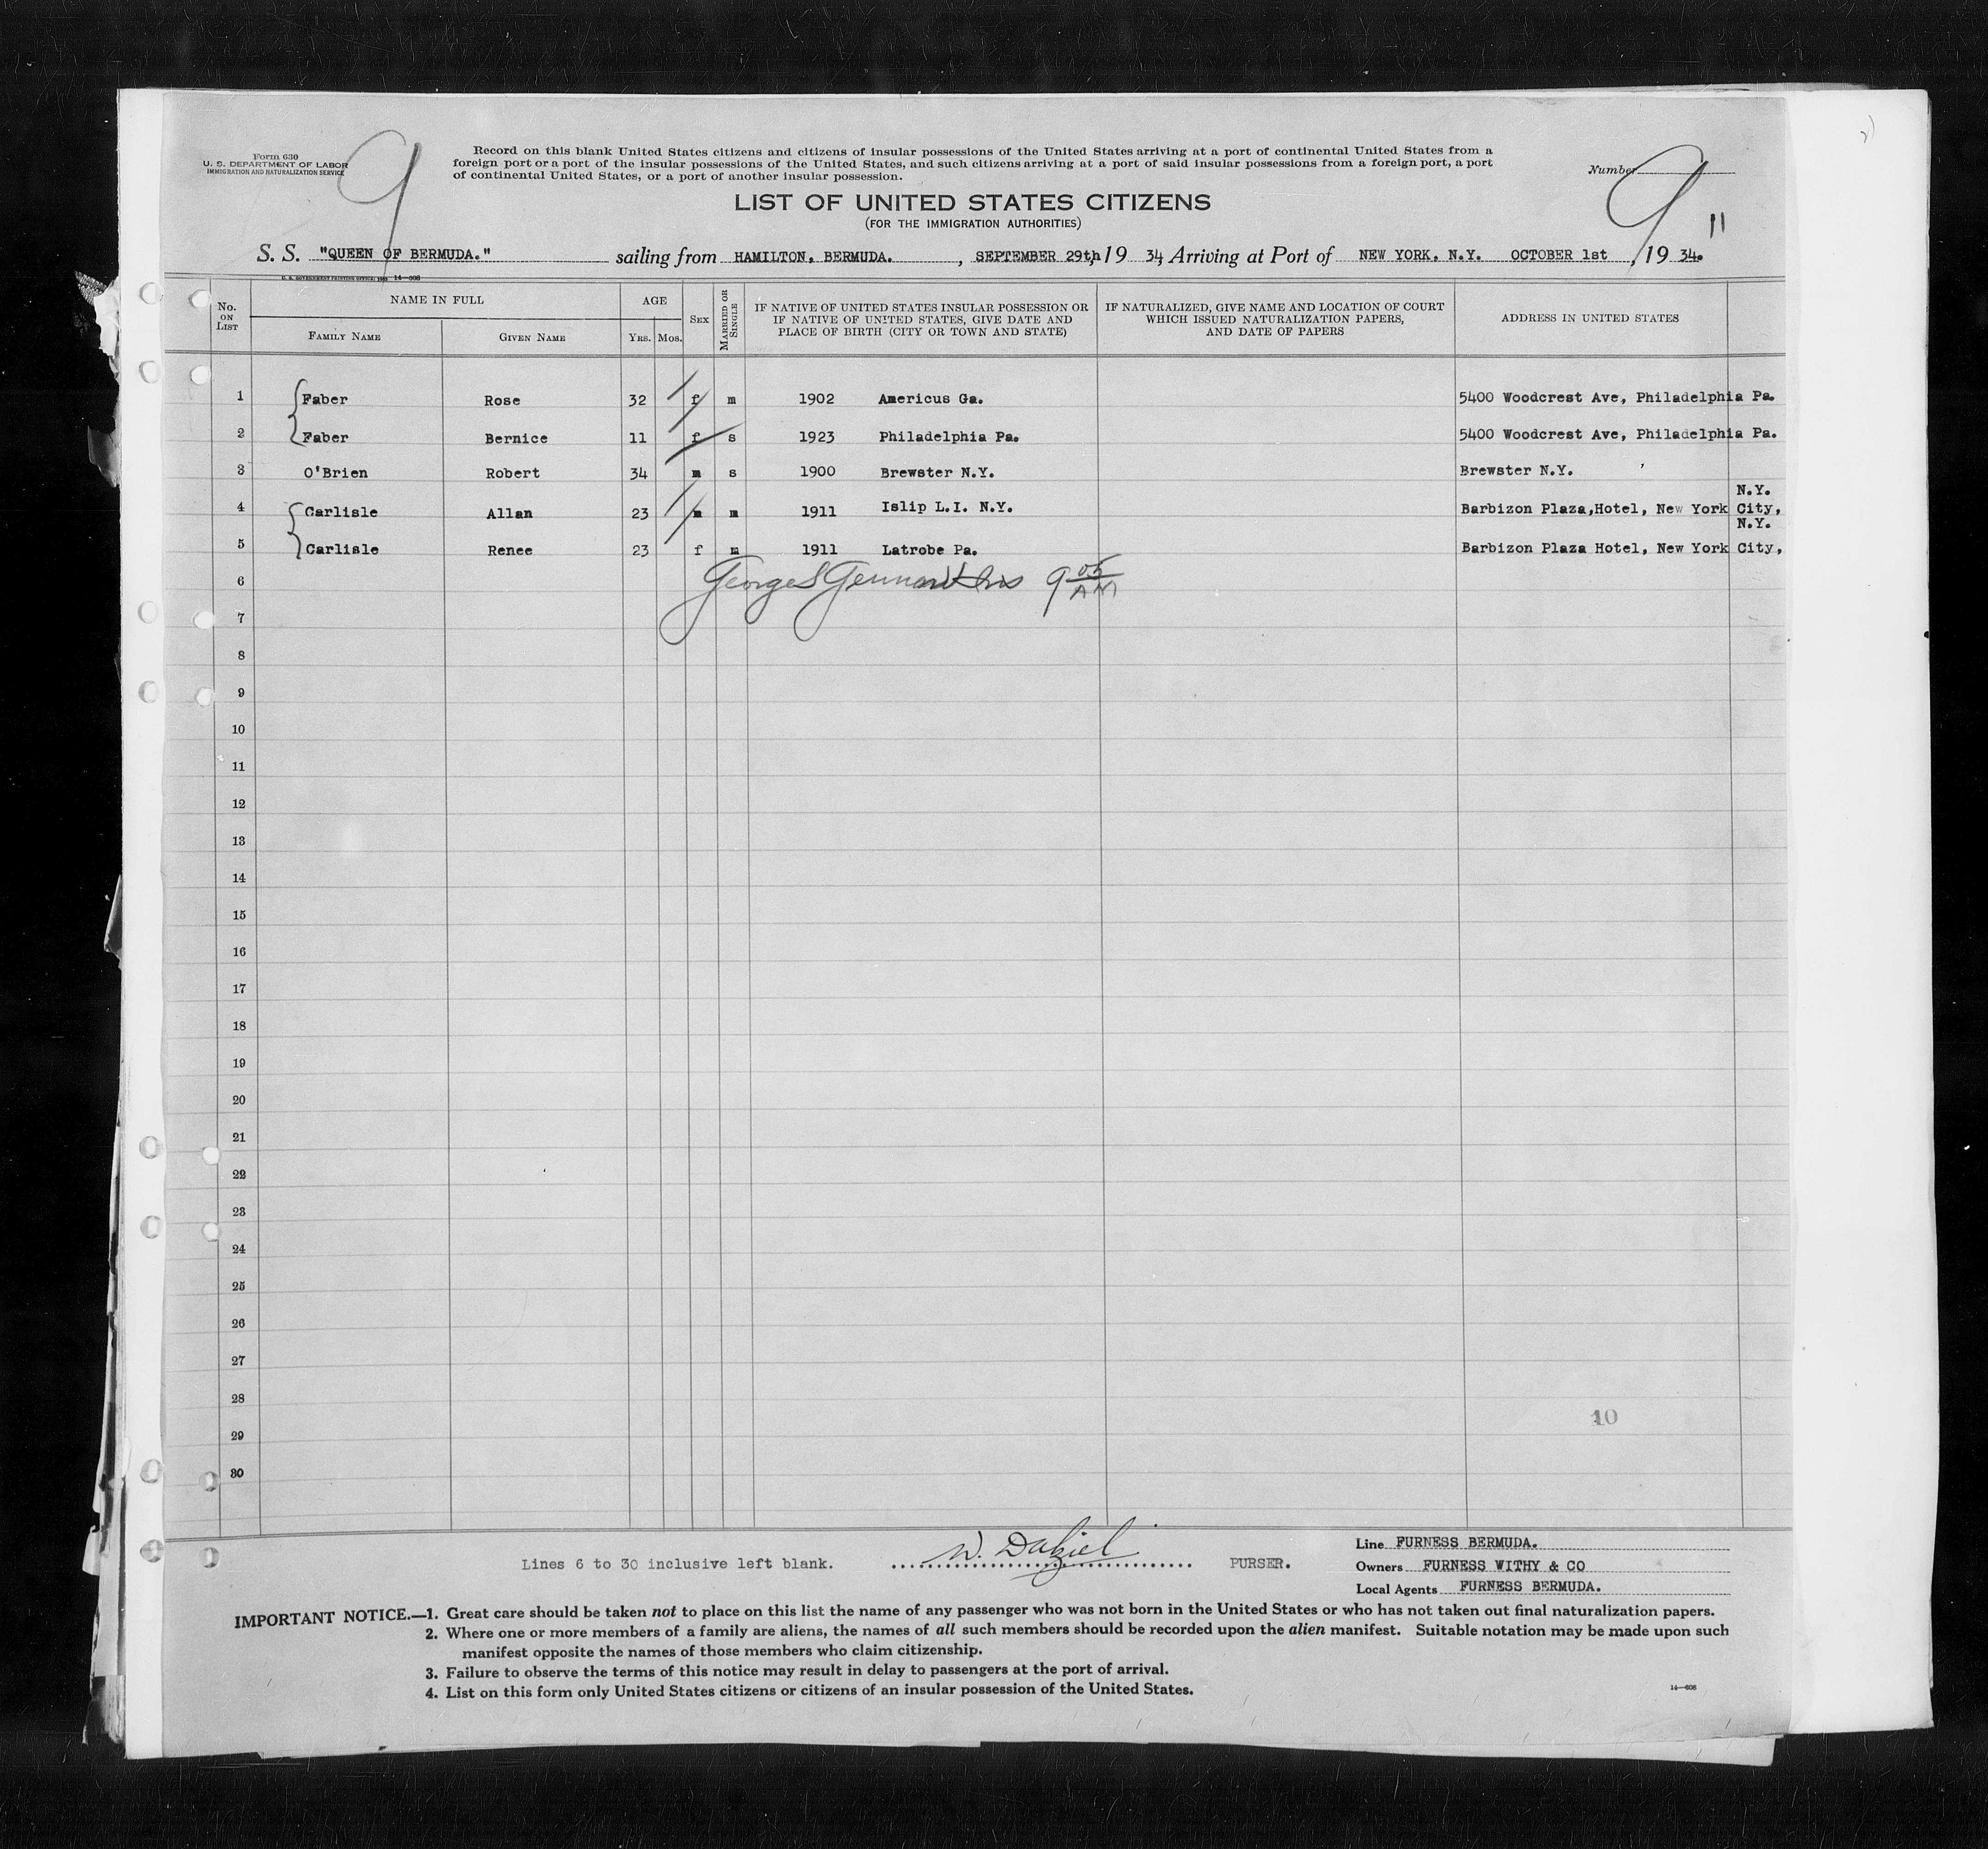 Form 630
U. S. DEPARTMENT OF LABOR
IMMIGRATION AND NATURALIZATION SERVICE
9
Record on this blank United States citizens and citizens of insular possessions of the United States arriving at a port of continental United States from a
foreign port or a port of the insular possessions of the United States, and such citizens arriving at a port of said insular possessions from a foreign port, a port
of continental United States, or a port of another insular possession.
Number
9
11
LIST OF UNITED STATES CITIZENS
(FOR THE IMMIGRATION AUTHORITIES)
S. S. "QUEEN OF BERMUDA." sailing from HAMILTON, BERMUDA. , SEPTEMBER 29th, 19 34, Arriving at Port of NEW YORK. N.Y. OCTOBER 1st , 19 34.
No. ON LIST NAME IN FULL AGE SEX MARRIED OR SINGLE IF NATIVE OF UNITED STATES INSULAR POSSESSION OR IF NATIVE OF UNITED STATES, GIVE DATE AND PLACE OF BIRTH (CITY OR TOWN AND STATE) IF NATURALIZED, GIVE NAME AND LOCATION OF COURT WHICH ISSUED NATURALIZATION PAPERS, AND DATE OF PAPERS ADDRESS IN UNITED STATES
FAMILY NAME GIVEN NAME YRS. MOS.
1 Faber Rose 32 f m 1902 Americus Ga. 5400 Woodcrest Ave, Philadelphia Pa.
2 Faber Bernice 11 f s 1923 Philadelphia Pa. 5400 Woodcrest Ave, Philadelphia Pa.
3 O'Brien Robert 34 m s 1900 Brewster N.Y. Brewster N.Y.
4 Carlisle Allan 23 m m 1911 Islip L.I. N.Y. Barbizon Plaza,Hotel, New York City, N.Y.
5 Carlisle Renee 23 f m 1911 Latrobe Pa. Barbizon Plaza Hotel, New York City, N.Y.
6 George 9 05 AM
7
8
9
10
11
12
13
14
15
16
17
18
19
20
21
22
23
24
25
26
27
28
10
29
30
Lines 6 to 30 inclusive left blank. W. Dalziel PURSER.
Line FURNESS BERMUDA.
Owners FURNESS WITHY & CO
Local Agents FURNESS BERMUDA.
IMPORTANT NOTICE.—1. Great care should be taken not to place on this list the name of any passenger who was not born in the United States or who has not taken out final naturalization papers.
2. Where one or more members of a family are aliens, the names of all such members should be recorded upon the alien manifest. Suitable notation may be made upon such
manifest opposite the names of those members who claim citizenship.
3. Failure to observe the terms of this notice may result in delay to passengers at the port of arrival.
4. List on this form only United States citizens or citizens of an insular possession of the United States.
14—606